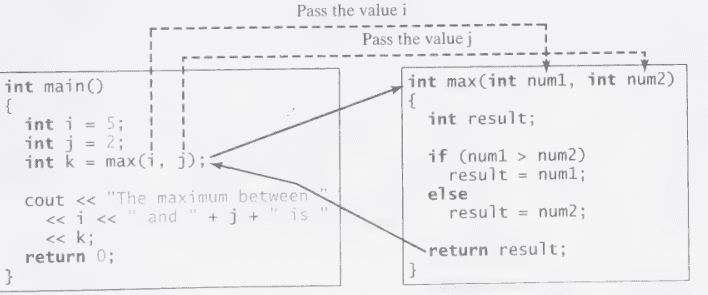 Pass the value i
Pass the value j
int main()
{
int i = 5;
int j = 2;
int k = max(i, j);
cout << "The maximum between "
<< i << " and " + j + " is "
<< k;
return 0;
}
int max(int num1, int num2)
{
int result;
if (num1 > num2)
result = num1;
else
result = num2;
return result;
}